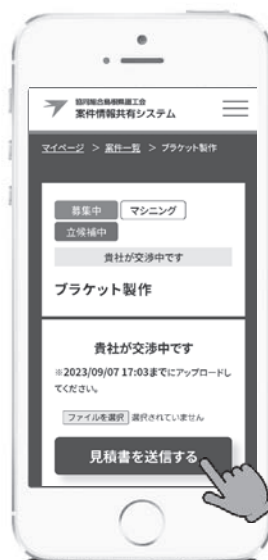 協同組合島根県鐵工会
案件情報共有システム
マイページ > 案件一覧 > ブラケット製作
募集中 マシニング
立候補中
貴社が交渉中です
ブラケット製作
貴社が交渉中です
※2023/09/07 17:03までにアップロードし
てください。
ファイルを選択 選択されていません
見積書を送信する